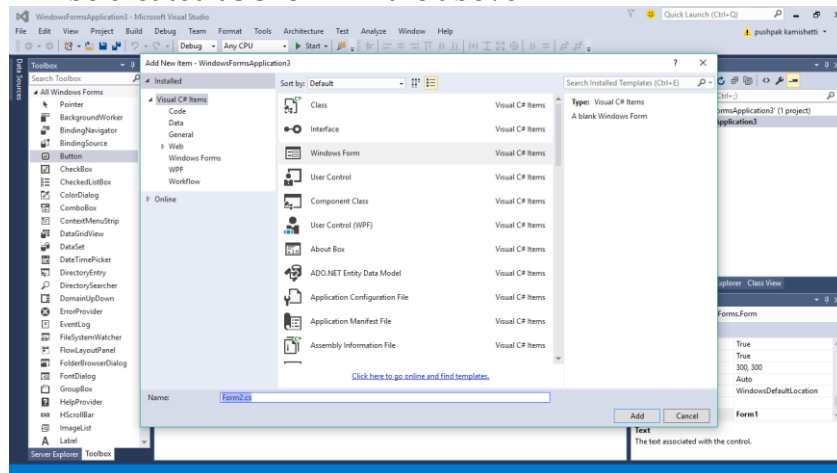 WindowsFormsApplication3 - Microsoft Visual Studio
Quick Launch (Ctrl+Q)
File Edit View Project Build Debug Team Format Tools Architecture Test Analyze Window Help
pushpak kamishetti
Debug Any CPU Start
Data Sources
Toolbox
Search Toolbox
All Windows Forms
Pointer
BackgroundWorker
BindingNavigator
BindingSource
Button
CheckBox
CheckedListBox
ColorDialog
ComboBox
ContextMenuStrip
DataGridView
DataSet
DateTimePicker
DirectoryEntry
DirectorySearcher
DomainUpDown
ErrorProvider
EventLog
FileSystemWatcher
FlowLayoutPanel
FolderBrowserDialog
FontDialog
GroupBox
HelpProvider
HScrollBar
ImageList
Label
Server Explorer Toolbox
Add New Item - WindowsFormsApplication3
? X
Installed
Visual C# Items
Code
Data
General
Web
Windows Forms
WPF
Workflow
Online
Sort by: Default
Search Installed Templates (Ctrl+E)
Class Visual C# Items
Interface Visual C# Items
Windows Form Visual C# Items
User Control Visual C# Items
Component Class Visual C# Items
User Control (WPF) Visual C# Items
About Box Visual C# Items
ADO.NET Entity Data Model Visual C# Items
Application Configuration File Visual C# Items
Application Manifest File Visual C# Items
Assembly Information File Visual C# Items
Click here to go online and find templates.
Type: Visual C# Items
A blank Windows Form
Name: Form2.cs
Add Cancel
Ctrl+;)
ormsApplication3' (1 project)
pplication3
xplorer Class View
Forms.Form
True
True
300, 300
Auto
WindowsDefaultLocation
Form1
Text
The text associated with the control.